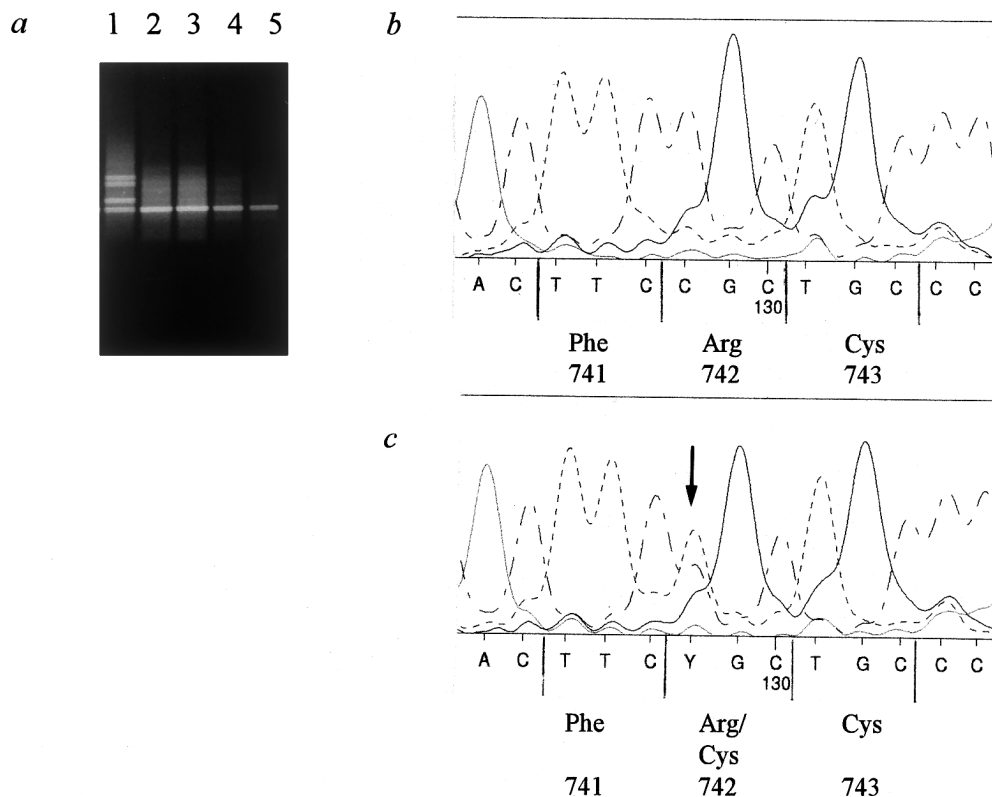 a
1 2 3 4 5
b
A C T T C C G C T G C C C
130
Phe Arg Cys
741 742 743
c
A C T T C Y G C T G C C C
130
Phe Arg/ Cys
Cys
741 742 743